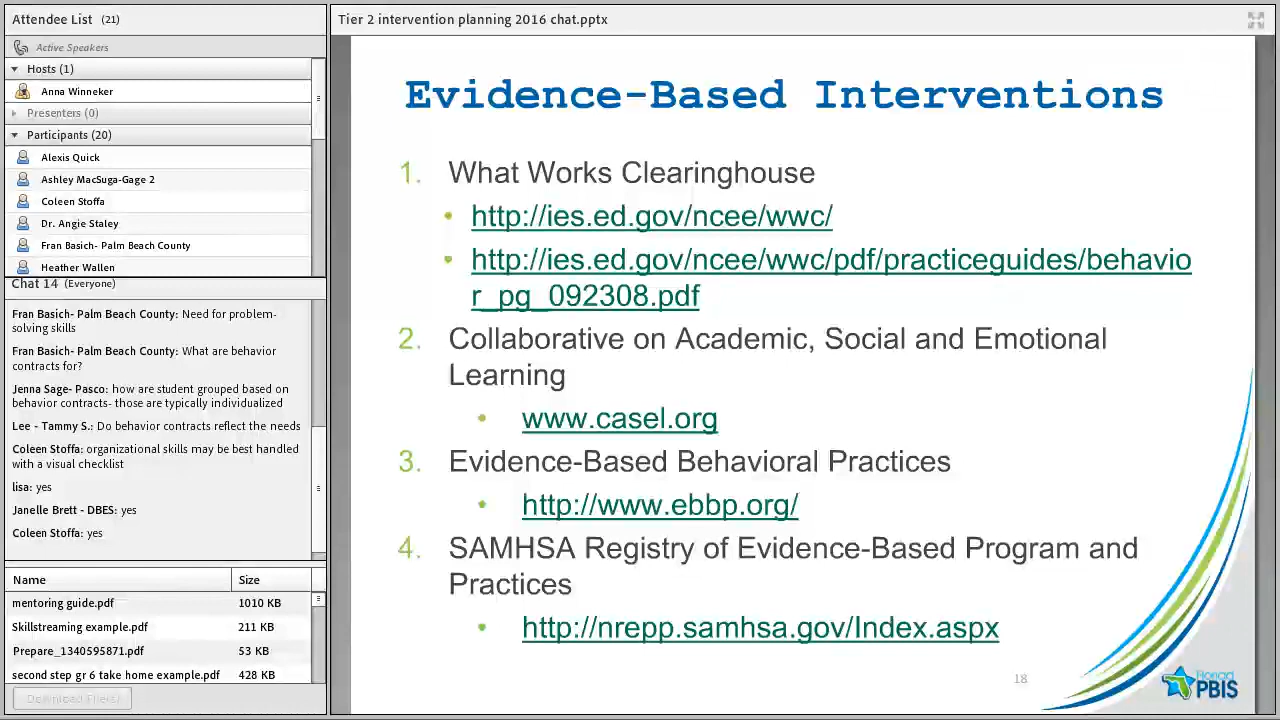 Attendee List (21)
Active Speakers
Hosts (1)
Anna Winneker
Presenters (0)
Participants (20)
Alexis Quick
Ashley MacSuga-Gage 2
Coleen Stoffa
Dr. Angie Staley
Fran Basich- Palm Beach County
Heather Wallen
Chat 14 (Everyone)
Fran Basich- Palm Beach County: Need for problem-
solving skills
Fran Basich- Palm Beach County: What are behavior
contracts for?
Jenna Sage- Pasco: how are student grouped based on
behavior contracts- those are typically individualized
Lee - Tammy S.: Do behavior contracts reflect the needs
Coleen Stoffa: organizational skills may be best handled
with a visual checklist
lisa: yes
Janelle Brett - DBES: yes
Coleen Stoffa: yes
Name Size
mentoring guide.pdf 1010 KB
Skillstreaming example.pdf 211 KB
Prepare_1340595871.pdf 53 KB
second step gr 6 take home example.pdf 428 KB
Download File(s)
Tier 2 intervention planning 2016 chat.pptx
Evidence-Based Interventions
1. What Works Clearinghouse
• http://ies.ed.gov/ncee/wwc/
• http://ies.ed.gov/ncee/wwc/pdf/practiceguides/behavio
r_pg_092308.pdf
2. Collaborative on Academic, Social and Emotional
Learning
• www.casel.org
3. Evidence-Based Behavioral Practices
• http://www.ebbp.org/
4. SAMHSA Registry of Evidence-Based Program and
Practices
• http://nrepp.samhsa.gov/Index.aspx
18
Florida
PBIS